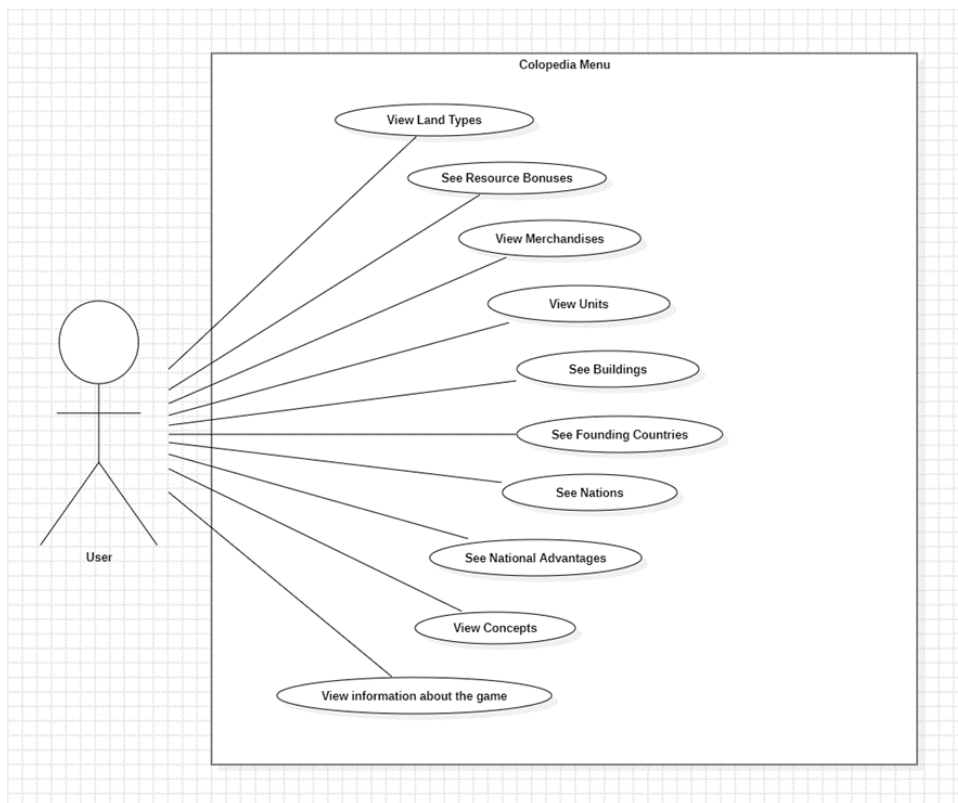 Colopedia Menu
View Land Types
See Resource Bonuses
View Merchandises
View Units
See Buildings
See Founding Countries
See Nations
See National Advantages
View Concepts
View information about the game
User